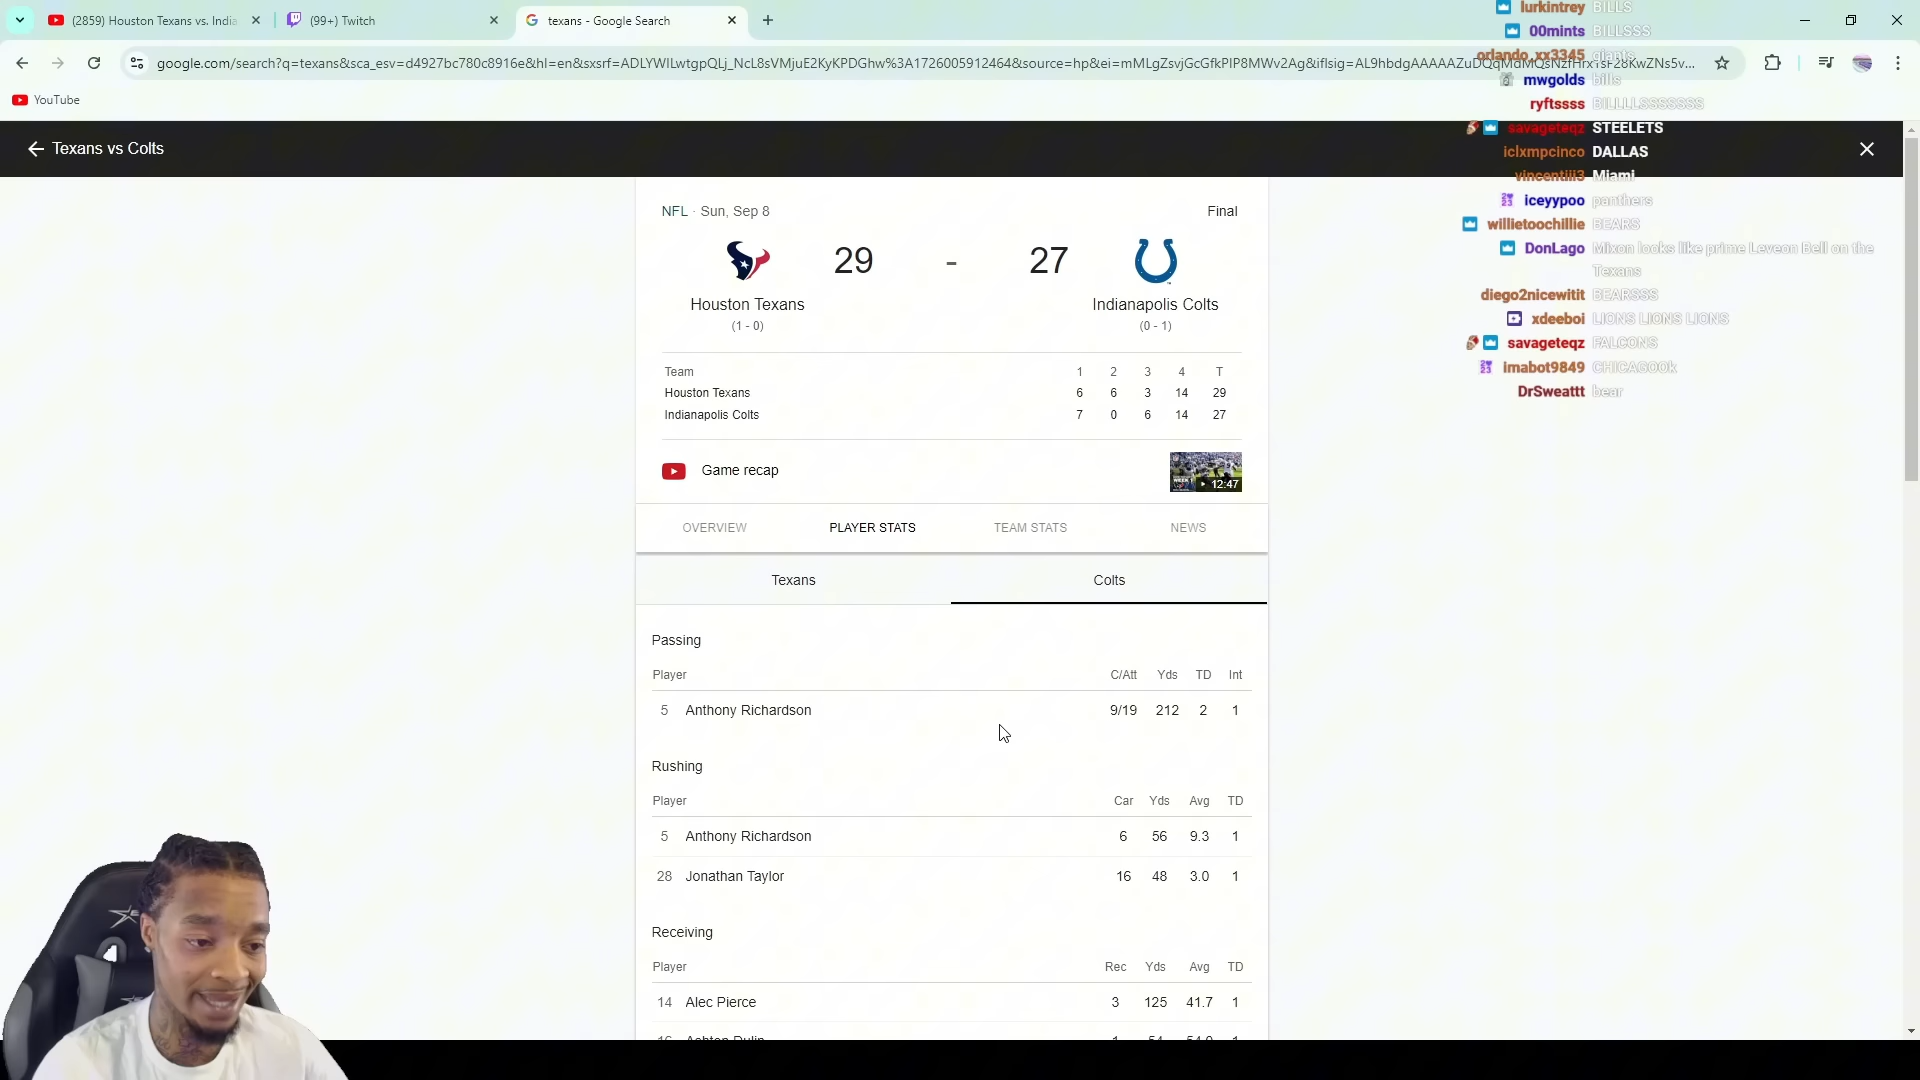 (2859) Houston Texans vs. India
(99+) Twitch
texans - Google Search
google.com/search?q=texans&sca_esv=d4927bc780c8916e&hl=en&sxsrf=ADLYWILwtgpQLj_NcL8sVMjuE2KyKPDGhw%3A1726005912464&source=hp&ei=mMLgZsvjGcGfkPIP8MWv2Ag&iflsig=AL9hbdgAAAAAZuDQqMdMQsNzfHrxTsF28KwZNs5v...
YouTube
Texans vs Colts
NFL · Sun, Sep 8
Final
29 - 27
Houston Texans
Indianapolis Colts
(1 - 0)
(0 - 1)
Team 1 2 3 4 T
Houston Texans 6 6 3 14 29
Indianapolis Colts 7 0 6 14 27
Game recap
12:47
OVERVIEW PLAYER STATS TEAM STATS NEWS
Texans Colts
Passing
Player C/Att Yds TD Int
5 Anthony Richardson 9/19 212 2 1
Rushing
Player Car Yds Avg TD
5 Anthony Richardson 6 56 9.3 1
28 Jonathan Taylor 16 48 3.0 1
Receiving
Player Rec Yds Avg TD
14 Alec Pierce 3 125 41.7 1
lurkintrey BILLS
00mints BILLSSS
orlando_xx3345 giants
mwgolds bills
ryftssss BILLLLSSSSSSS
savageteqz STEELETS
iclxmpcinco DALLAS
vincentiii3 Miami
iceyypoo panthers
willietoochillie BEARS
DonLago Mixon looks like prime Leveon Bell on the
Texans
diego2nicewitit BEARSSS
xdeeboi LIONS LIONS LIONS
savageteqz FALCONS
imabot9849 CHICAGOOk
DrSweattt bear